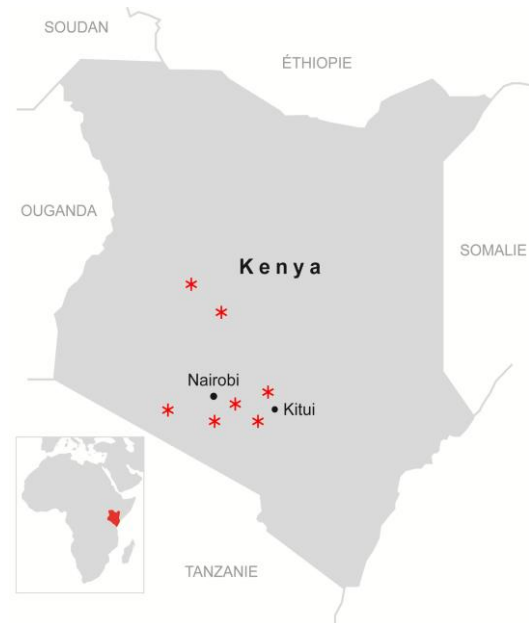 SOUDAN
ÉTHIOPIE
OUGANDA
SOMALIE
Kenya
Nairobi
Kitui
TANZANIE